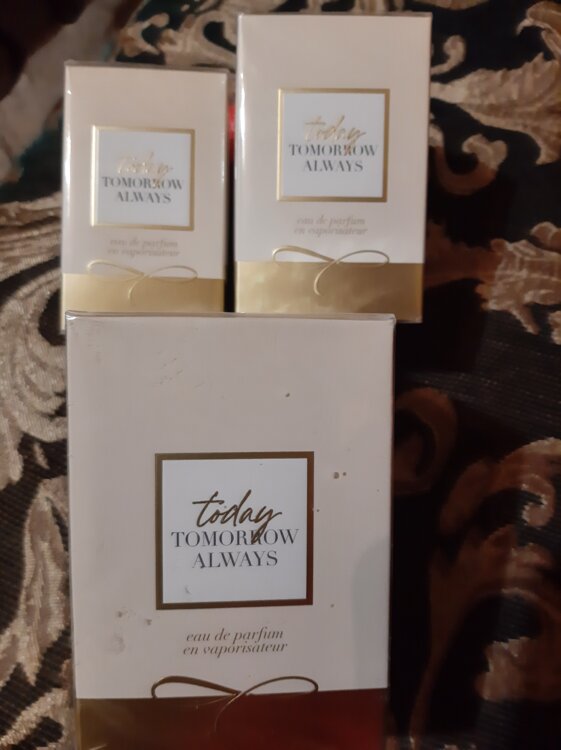 today
TOMORROW
ALWAYS
eau de parfum
en vaporisateur
today
TOMORROW
ALWAYS
eau de parfum
en vaporisateur
today
TOMORROW
ALWAYS
eau de parfum
en vaporisateur